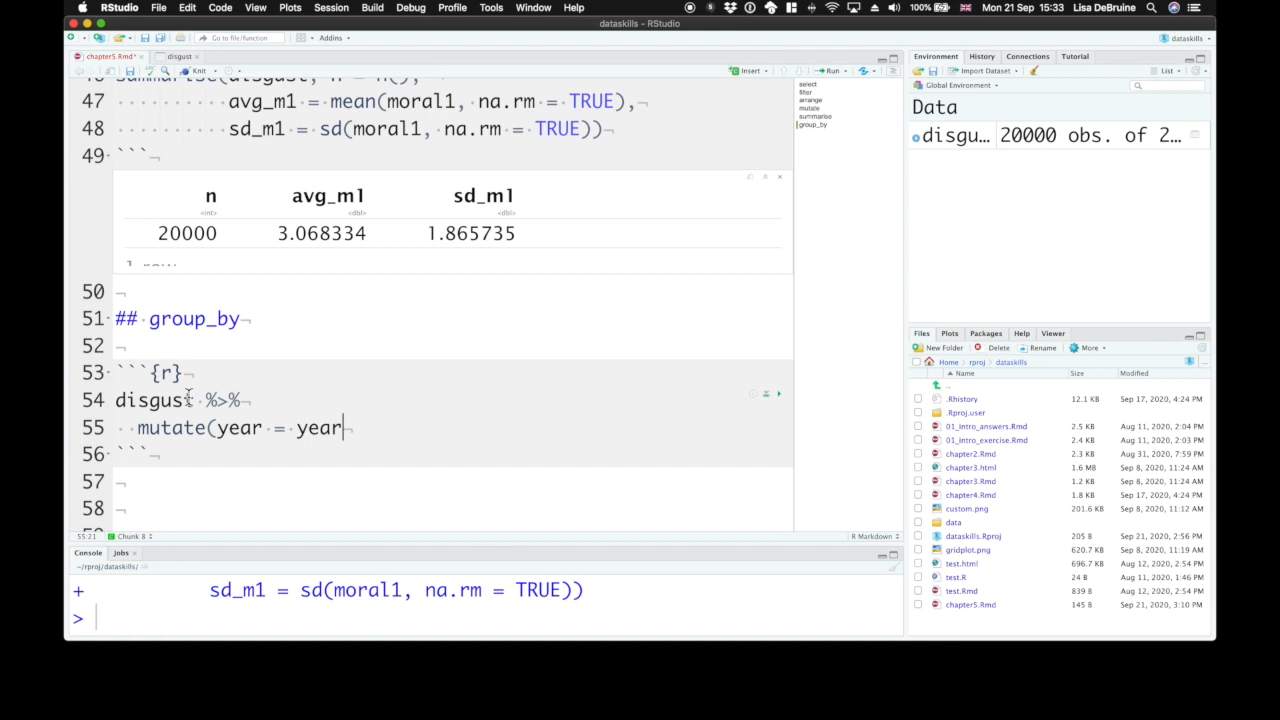 RStudio File Edit Code View Plots Session Build Debug Profile Tools Window Help 100% Mon 21 Sep 15:33 Lisa DeBruine
dataskills - RStudio
Go to file/function Addins dataskills
chapter5.Rmd* disgust
Knit Insert Run
47 avg_m1 = mean(moral1, na.rm = TRUE),
48 sd_m1 = sd(moral1, na.rm = TRUE))
49 ```
n avg_m1 sd_m1
<int> <dbl> <dbl>
20000 3.068334 1.865735
50
51 ## group_by
52
53 ```{r}
54 disgust %>%
55 mutate(year = year
56 ```
57
58
select
filter
arrange
mutate
summarise
group_by
55:21 Chunk 8 R Markdown
Console Jobs
~/rproj/dataskills/
+ sd_m1 = sd(moral1, na.rm = TRUE))
>
Environment History Connections Tutorial
Import Dataset List
Global Environment
Data
disgu… 20000 obs. of 2…
Files Plots Packages Help Viewer
New Folder Delete Rename More
Home rproj dataskills
Name Size Modified
..
.Rhistory 12.1 KB Sep 17, 2020, 4:24 PM
.Rproj.user
01_intro_answers.Rmd 2.5 KB Aug 11, 2020, 2:04 PM
01_intro_exercise.Rmd 2.4 KB Aug 11, 2020, 2:03 PM
chapter2.Rmd 2.3 KB Aug 31, 2020, 7:59 PM
chapter3.html 1.6 MB Sep 8, 2020, 11:24 AM
chapter3.Rmd 1.2 KB Sep 8, 2020, 11:24 AM
chapter4.Rmd 1.8 KB Sep 17, 2020, 4:24 PM
custom.png 201.6 KB Sep 8, 2020, 11:12 AM
data
dataskills.Rproj 205 B Sep 21, 2020, 2:56 PM
gridplot.png 620.7 KB Sep 8, 2020, 11:19 AM
test.html 696.7 KB Aug 12, 2020, 2:54 PM
test.R 24 B Aug 11, 2020, 1:46 PM
test.Rmd 839 B Aug 12, 2020, 2:54 PM
chapter5.Rmd 145 B Sep 21, 2020, 3:10 PM